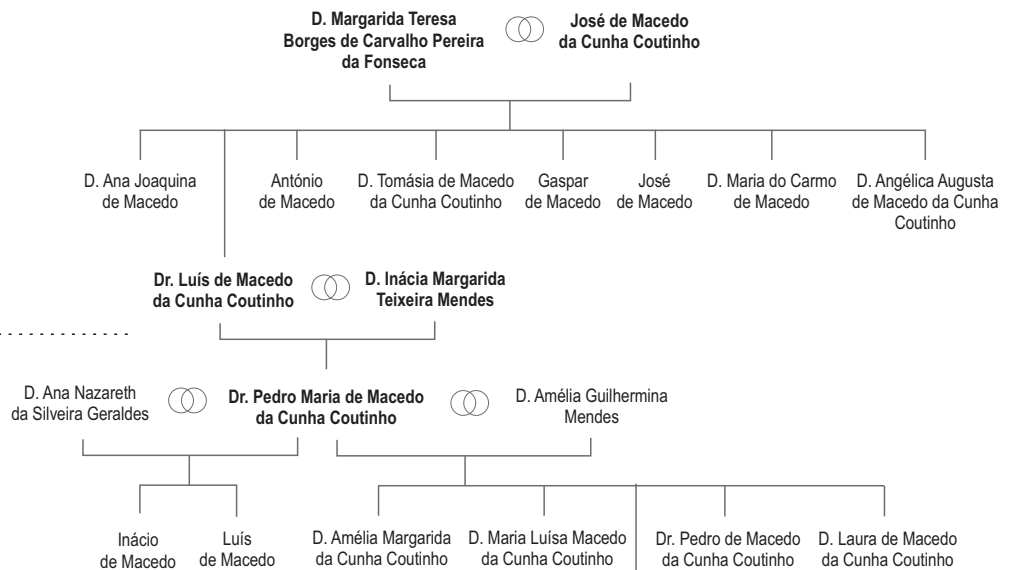 D. Margarida Teresa
Borges de Carvalho Pereira
da Fonseca
José de Macedo
da Cunha Coutinho
D. Ana Joaquina
de Macedo
António
de Macedo
D. Tomásia de Macedo
da Cunha Coutinho
Gaspar
de Macedo
José
de Macedo
D. Maria do Carmo
de Macedo
D. Angélica Augusta
de Macedo da Cunha
Coutinho
Dr. Luís de Macedo
da Cunha Coutinho
D. Inácia Margarida
Teixeira Mendes
D. Ana Nazareth
da Silveira Geraldes
Dr. Pedro Maria de Macedo
da Cunha Coutinho
D. Amélia Guilhermina
Mendes
Inácio
de Macedo
Luís
de Macedo
D. Amélia Margarida
da Cunha Coutinho
D. Maria Luísa Macedo
da Cunha Coutinho
Dr. Pedro de Macedo
da Cunha Coutinho
D. Laura de Macedo
da Cunha Coutinho